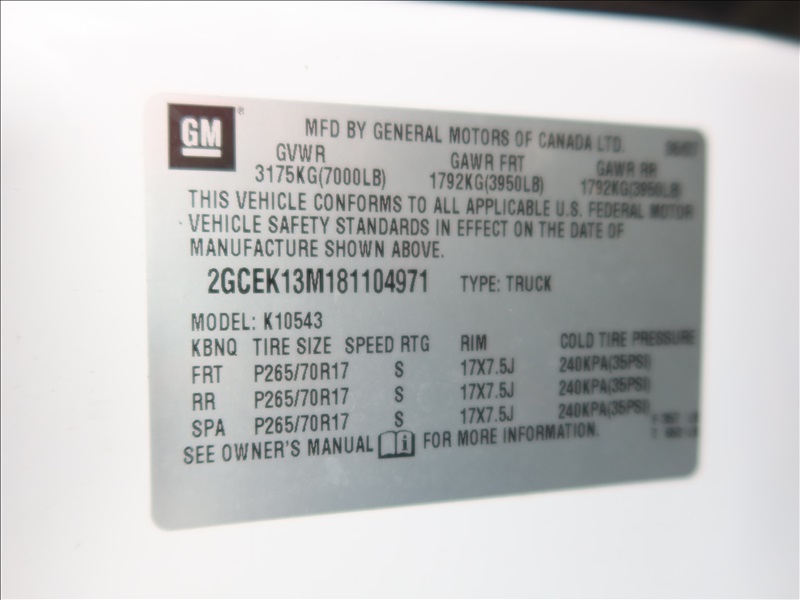 GM ®
MFD BY GENERAL MOTORS OF CANADA LTD.
GVWR GAWR FRT GAWR RR
3175KG(7000LB) 1792KG(3950LB) 1792KG(3950LB)
THIS VEHICLE CONFORMS TO ALL APPLICABLE U.S. FEDERAL MOTOR
VEHICLE SAFETY STANDARDS IN EFFECT ON THE DATE OF
MANUFACTURE SHOWN ABOVE.
2GCEK13M181104971 TYPE: TRUCK
MODEL: K10543
KBNQ TIRE SIZE SPEED RTG RIM COLD TIRE PRESSURE
FRT P265/70R17 S 17X7.5J 240KPA(35PSI)
RR P265/70R17 S 17X7.5J 240KPA(35PSI)
SPA P265/70R17 S 17X7.5J 240KPA(35PSI)
SEE OWNER'S MANUAL i FOR MORE INFORMATION.